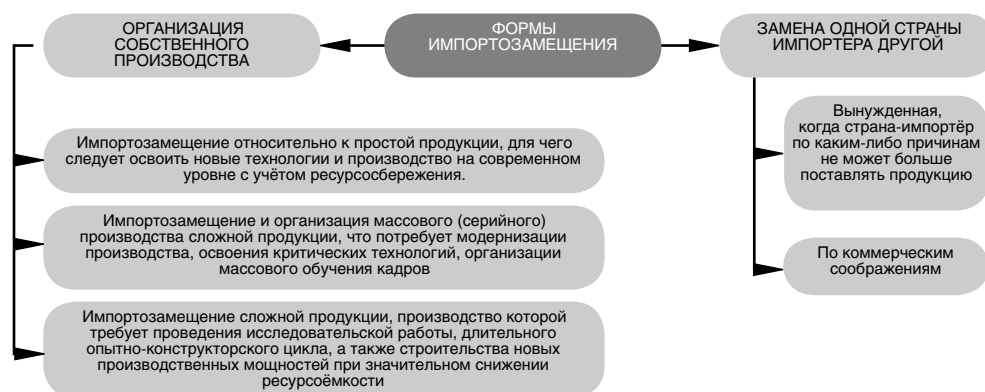 ОРГАНИЗАЦИЯ
СОБСТВЕННОГО
ПРОИЗВОДСТВА
ФОРМЫ
ИМПОРТОЗАМЕЩЕНИЯ
ЗАМЕНА ОДНОЙ СТРАНЫ
ИМПОРТЕРА ДРУГОЙ
Импортозамещение относительно к простой продукции, для чего
следует освоить новые технологии и производство на современном
уровне с учётом ресурсосбережения.
Импортозамещение и организация массового (серийного)
производства сложной продукции, что потребует модернизации
производства, освоения критических технологий, организации
массового обучения кадров
Импортозамещение сложной продукции, производство которой
требует проведения исследовательской работы, длительного
опытно-конструкторского цикла, а также строительства новых
производственных мощностей при значительном снижении
ресурсоёмкости
Вынужденная,
когда страна-импортёр
по каким-либо причинам
не может больше
поставлять продукцию
По коммерческим
соображениям